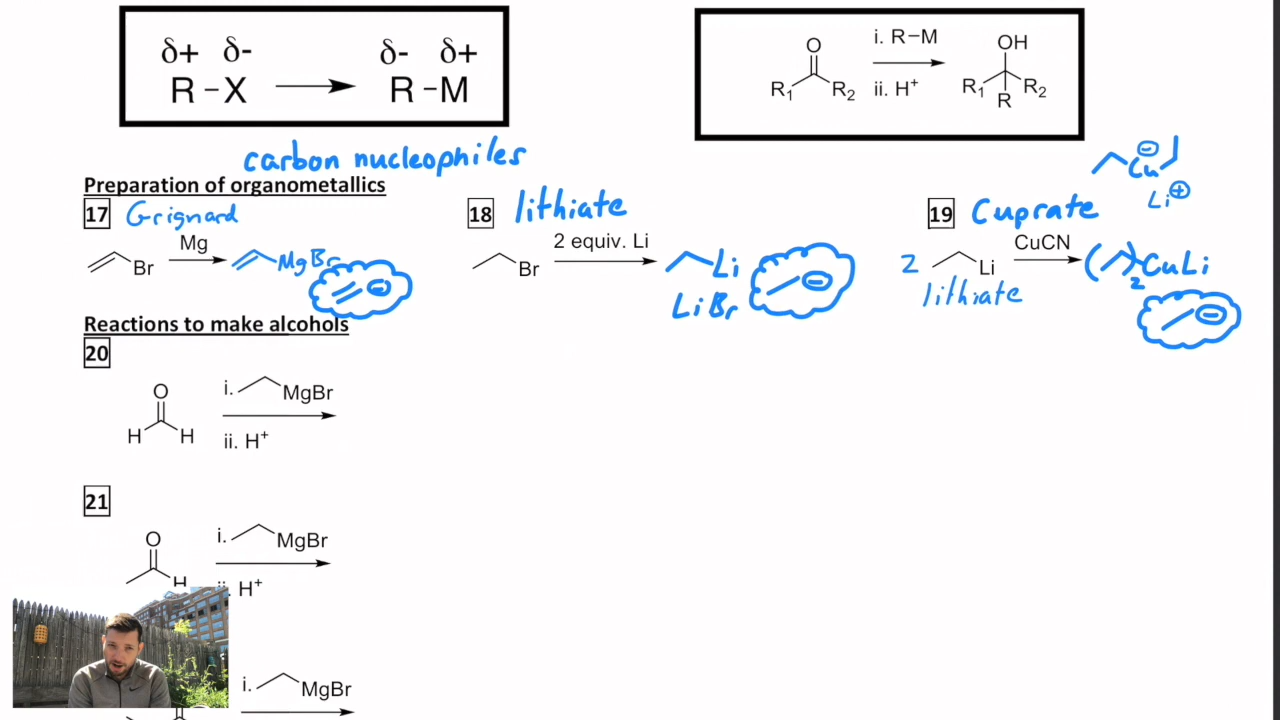 δ+ δ- δ- δ+
R-X R-M
O i. R-M OH
R1 R2 ii. H+ R1 R2
R
carbon nucleophiles
Preparation of organometallics
17 Grignard
Mg
Br MgBr
18 lithiate
2 equiv. Li
Br Li
LiBr
19 Cuprate
Cu
Li
CuCN
2 Li ( )2CuLi
lithiate
Reactions to make alcohols
20
O i. MgBr
H H ii. H+
21
O i. MgBr
H ii. H+
i. MgBr